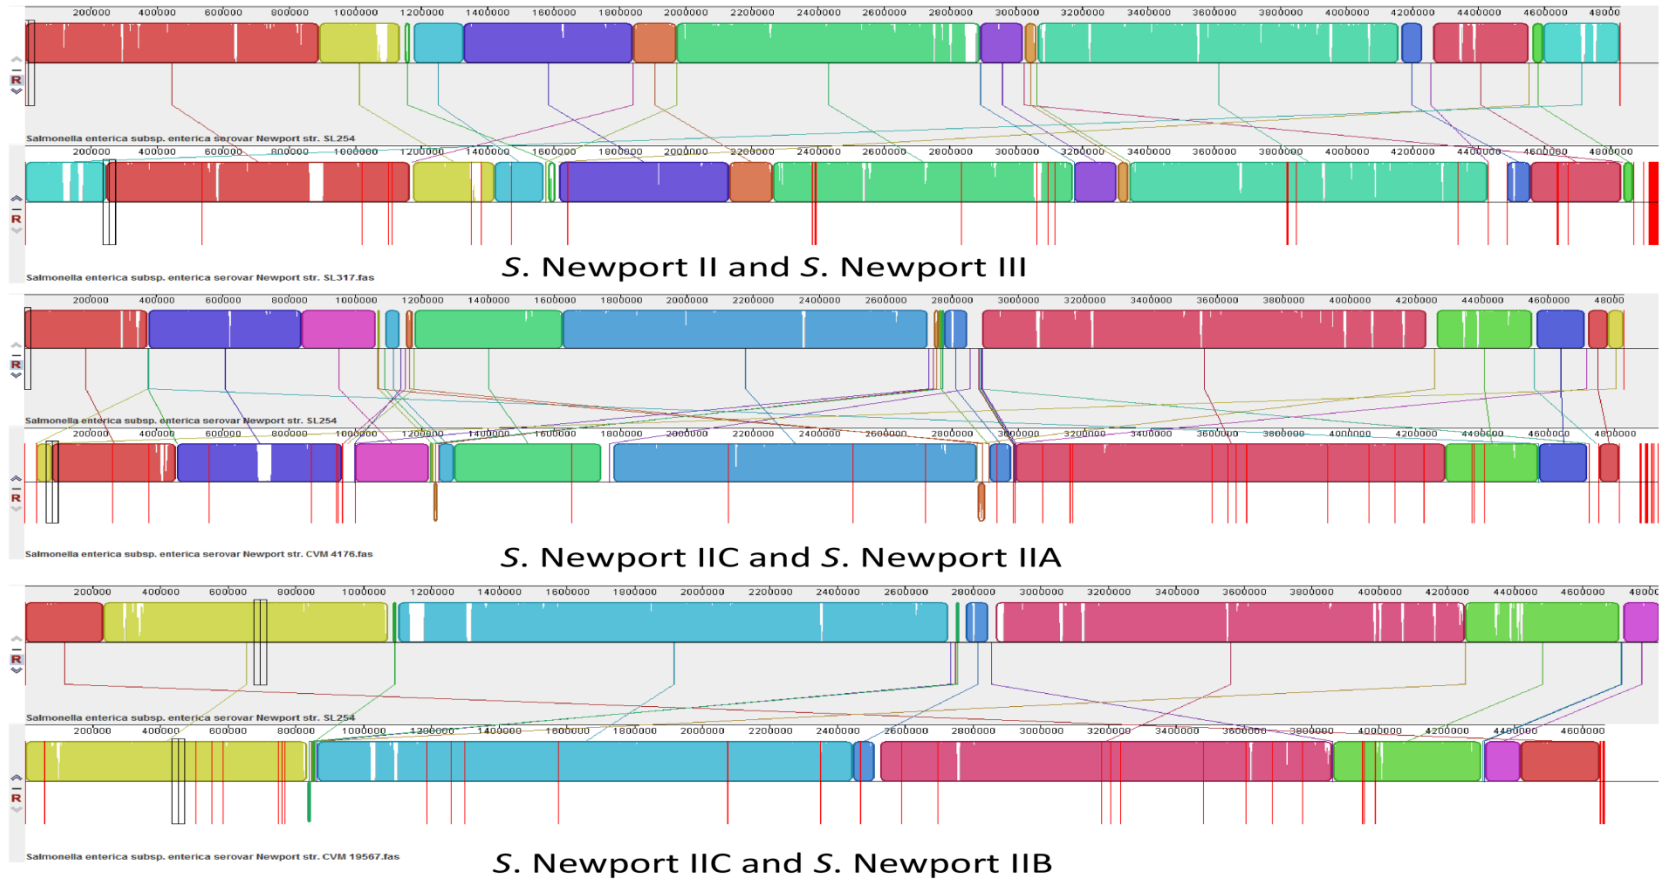 200000 400000 600000 800000 1000000 1200000 1400000 1600000 1800000 2000000 2200000 2400000 2600000 2800000 3000000 3200000 3400000 3600000 3800000 4000000 4200000 4400000 4600000 48000
R
Salmonella enterica subsp. enterica serovar Newport str. SL254
200000 400000 600000 800000 1000000 1200000 1400000 1600000 1800000 2000000 2200000 2400000 2600000 2800000 3000000 3200000 3400000 3600000 3800000 4000000 4200000 4400000 4600000 4800000
R
Salmonella enterica subsp. enterica serovar Newport str. SL317.fas
S. Newport II and S. Newport III
200000 400000 600000 800000 1000000 1200000 1400000 1600000 1800000 2000000 2200000 2400000 2600000 2800000 3000000 3200000 3400000 3600000 3800000 4000000 4200000 4400000 4600000 48000
R
Salmonella enterica subsp. enterica serovar Newport str. SL254
200000 400000 600000 800000 1000000 1200000 1400000 1600000 1800000 2000000 2200000 2400000 2600000 2800000 3000000 3200000 3400000 3600000 3800000 4000000 4200000 4400000 4600000 4800000
R
Salmonella enterica subsp. enterica serovar Newport str. CVM 4176.fas
S. Newport IIC and S. Newport IIA
200000 400000 600000 800000 1000000 1200000 1400000 1600000 1800000 2000000 2200000 2400000 2600000 2800000 3000000 3200000 3400000 3600000 3800000 4000000 4200000 4400000 4600000 4800C
R
Salmonella enterica subsp. enterica serovar Newport str. SL254
200000 400000 600000 800000 1000000 1200000 1400000 1600000 1800000 2000000 2200000 2400000 2600000 2800000 3000000 3200000 3400000 3600000 3800000 4000000 4200000 4400000 4600000
R
Salmonella enterica subsp. enterica serovar Newport str. CVM 19567.fas
S. Newport IIC and S. Newport IIB